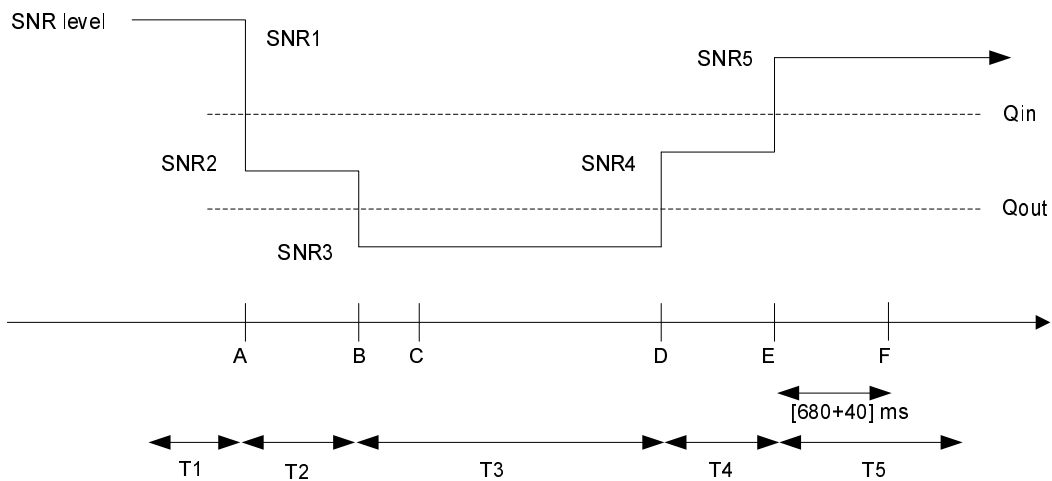 SNR level
SNR1
SNR5
Qin
SNR2
SNR4
Qout
SNR3
A
B
C
D
E
F
[680+40] ms
T1
T2
T3
T4
T5